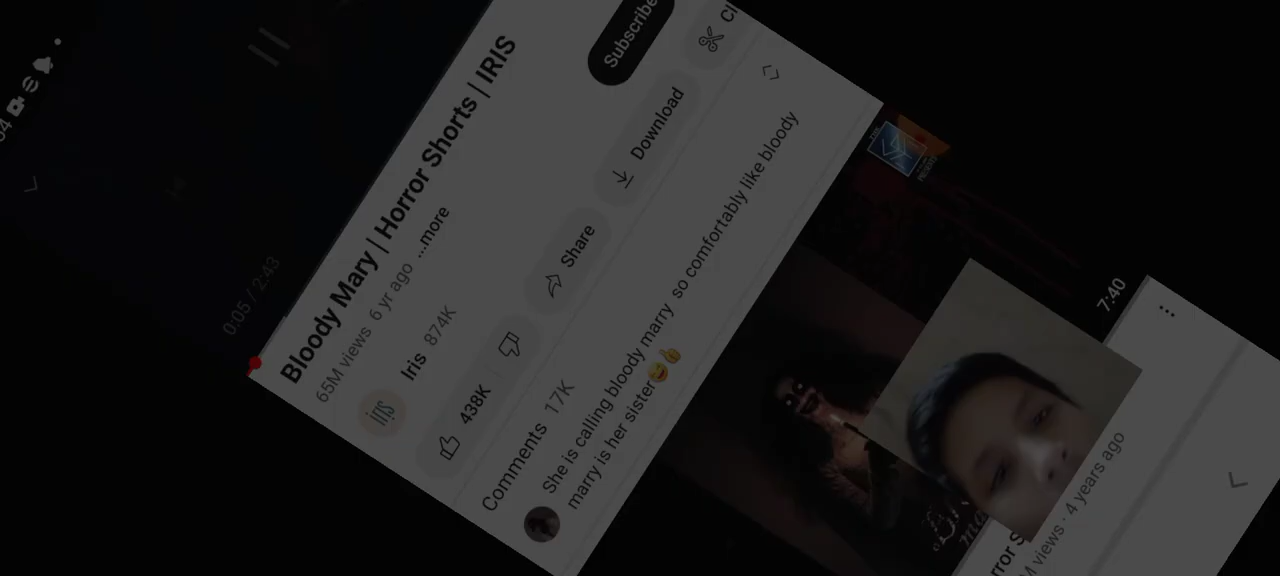 0:05 / 2:43
Bloody Mary | Horror Shorts | IRIS
65M views 6 yr ago ...more
iris
Iris 874K
Subscribe
438K
Share
Download
Comments 17K
She is calling bloody marry so comfortably like bloody
marry is her sister😜👍
7:40
views · 4 years ago